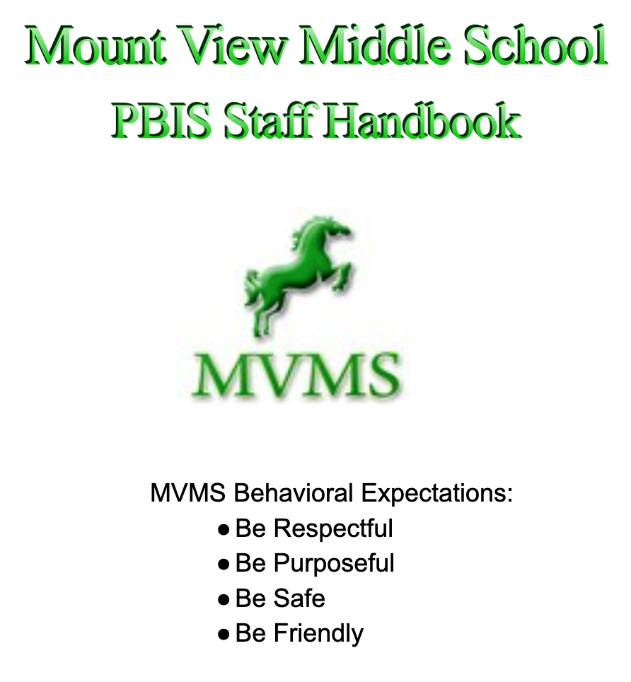 Mount View Middle School
PBIS Staff Handbook
MVMS
MVMS Behavioral Expectations:
● Be Respectful
● Be Purposeful
● Be Safe
● Be Friendly